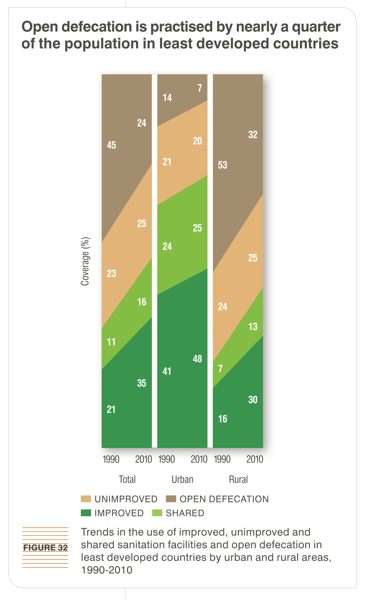 Open defecation is practised by nearly a quarter
of the population in least developed countries
Coverage (%)
45
24
23
25
11
16
21
35
14
7
21
20
24
25
41
48
53
32
24
25
7
13
16
30
1990 2010 1990 2010 1990 2010
Total Urban Rural
UNIMPROVED OPEN DEFECATION
IMPROVED SHARED
FIGURE 32
Trends in the use of improved, unimproved and
shared sanitation facilities and open defecation in
least developed countries by urban and rural areas,
1990-2010